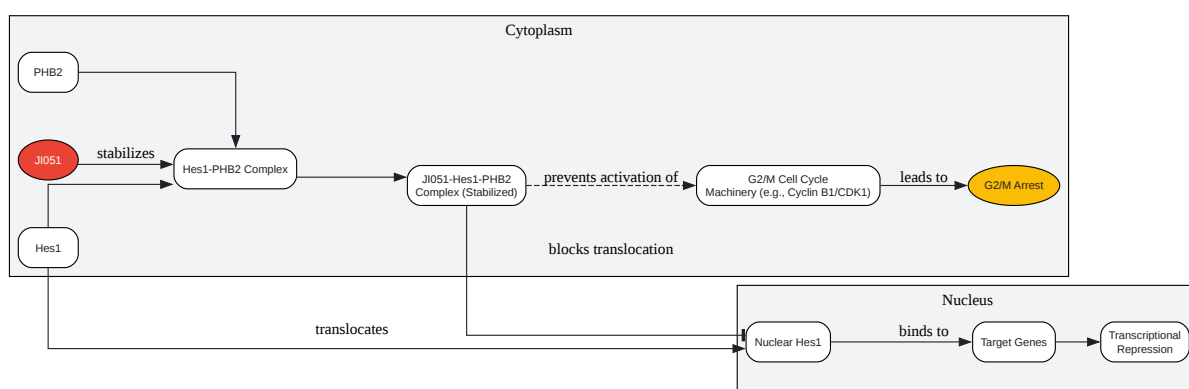 Cytoplasm
PHB2
JI051
stabilizes
Hes1-PHB2 Complex
JI051-Hes1-PHB2
Complex (Stabilized)
prevents activation of
G2/M Cell Cycle
Machinery (e.g., Cyclin B1/CDK1)
leads to
G2/M Arrest
Hes1
blocks translocation
Nucleus
translocates
Nuclear Hes1
binds to
Target Genes
Transcriptional
Repression